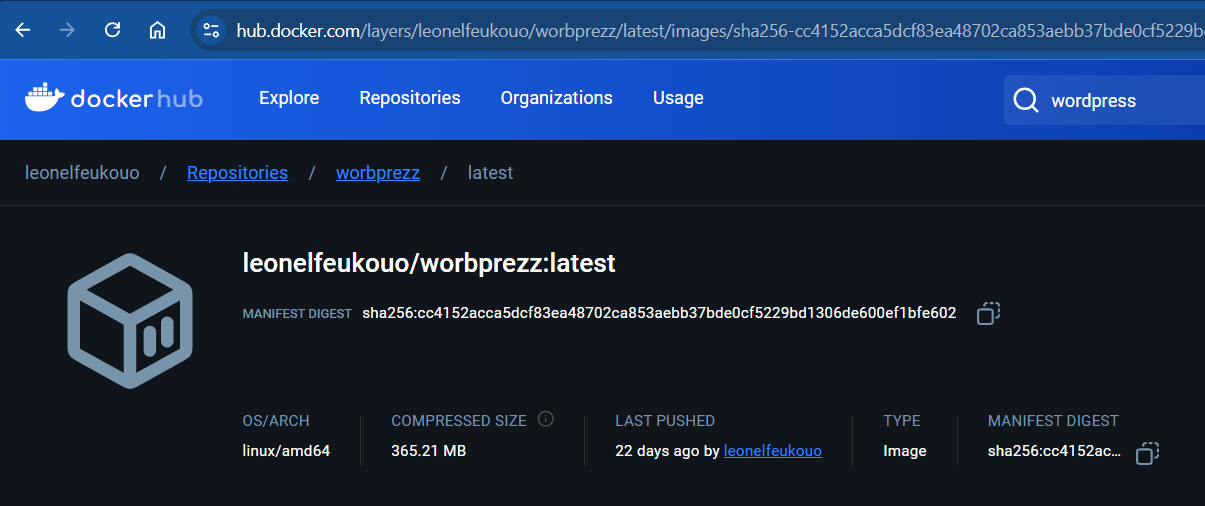 hub.docker.com/layers/leonelfeukouo/worbprezz/latest/images/sha256-cc4152acca5dcf83ea48702ca853aebb37bde0cf5229b
docker hub Explore Repositories Organizations Usage wordpress
leonelfeukouo / Repositories / worbprezz / latest
leonelfeukouo/worbprezz:latest
MANIFEST DIGEST sha256:cc4152acca5dcf83ea48702ca853aebb37bde0cf5229bd1306de600ef1bfe602
OS/ARCH COMPRESSED SIZE LAST PUSHED TYPE MANIFEST DIGEST
linux/amd64 365.21 MB 22 days ago by leonelfeukouo Image sha256:cc4152ac...